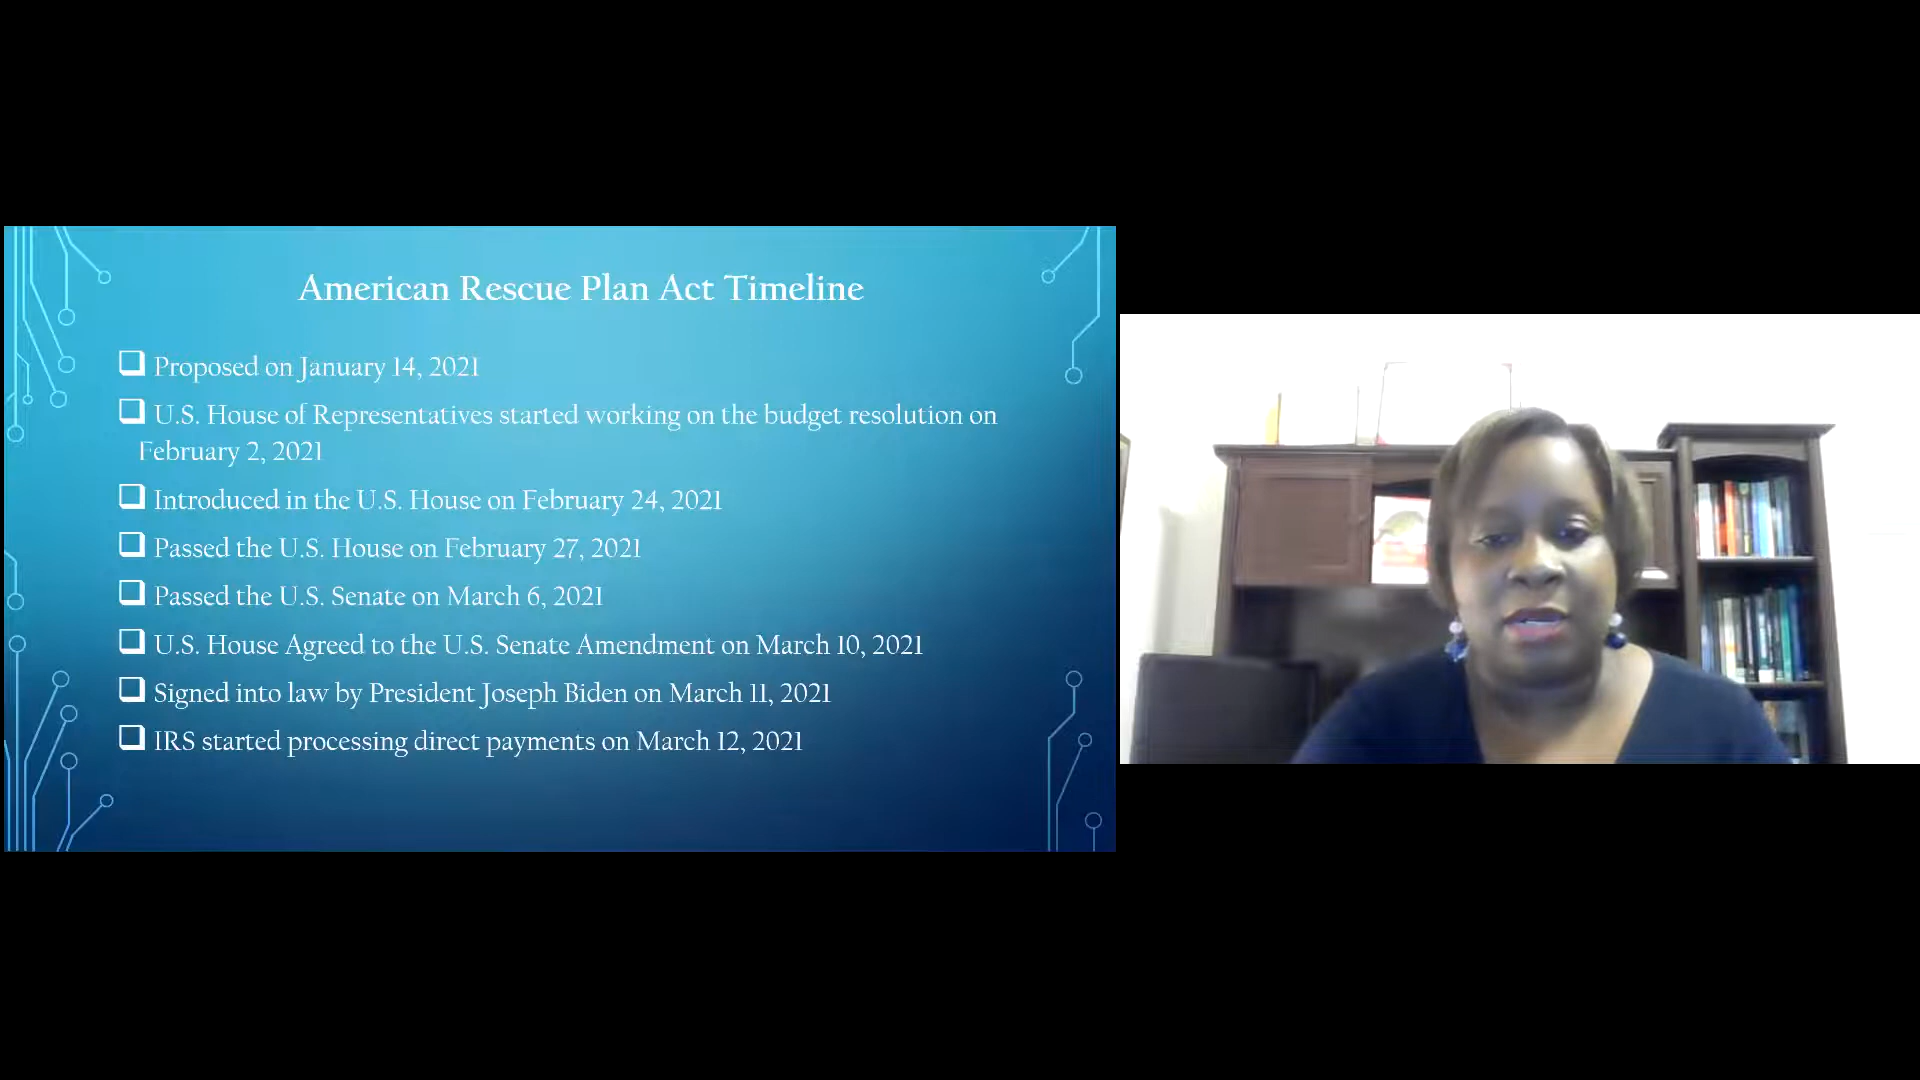 American Rescue Plan Act Timeline
❑ Proposed on January 14, 2021
❑ U.S. House of Representatives started working on the budget resolution on
February 2, 2021
❑ Introduced in the U.S. House on February 24, 2021
❑ Passed the U.S. House on February 27, 2021
❑ Passed the U.S. Senate on March 6, 2021
❑ U.S. House Agreed to the U.S. Senate Amendment on March 10, 2021
❑ Signed into law by President Joseph Biden on March 11, 2021
❑ IRS started processing direct payments on March 12, 2021